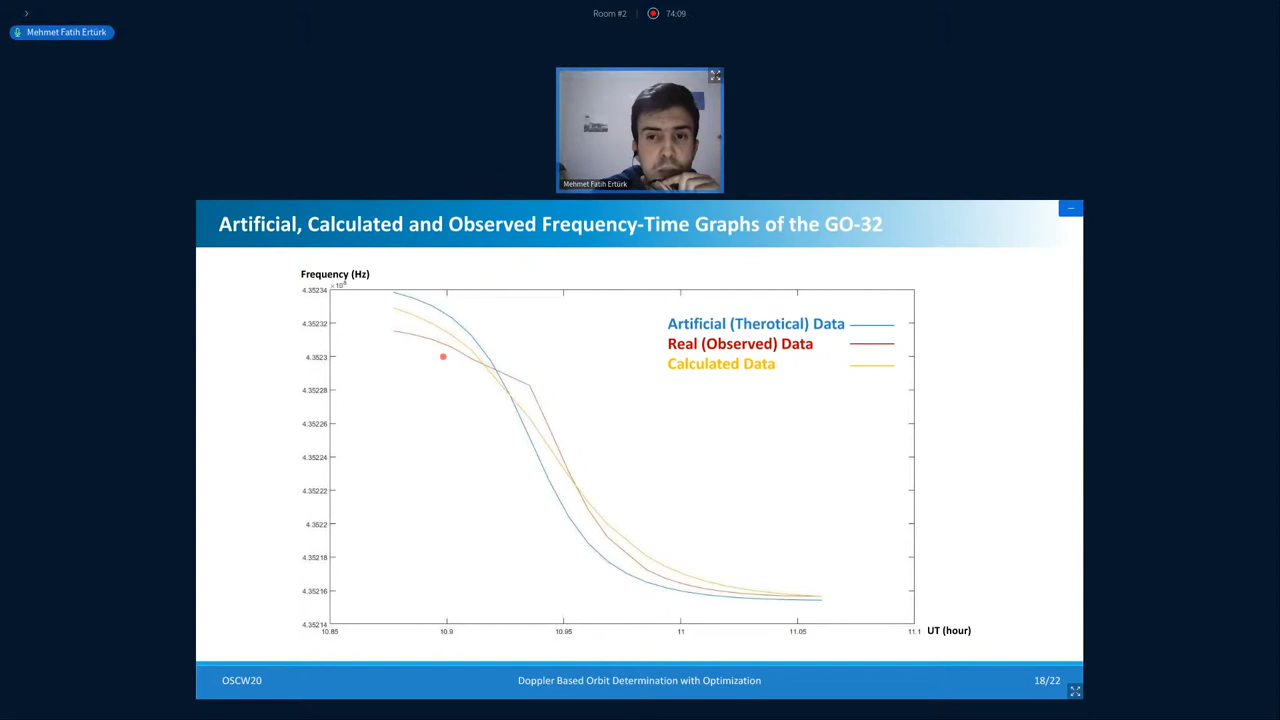 Room #2
74:09
Mehmet Fatih Ertürk
Mehmet Fatih Ertürk
Artificial, Calculated and Observed Frequency-Time Graphs of the GO-32
Frequency (Hz)
× 10⁸
4.35234
4.35232
4.3523
4.35228
4.35226
4.35224
4.35222
4.3522
4.35218
4.35216
4.35214
Artificial (Therotical) Data
Real (Observed) Data
Calculated Data
10.85
10.9
10.95
11
11.05
11.1
UT (hour)
OSCW20
Doppler Based Orbit Determination with Optimization
18/22